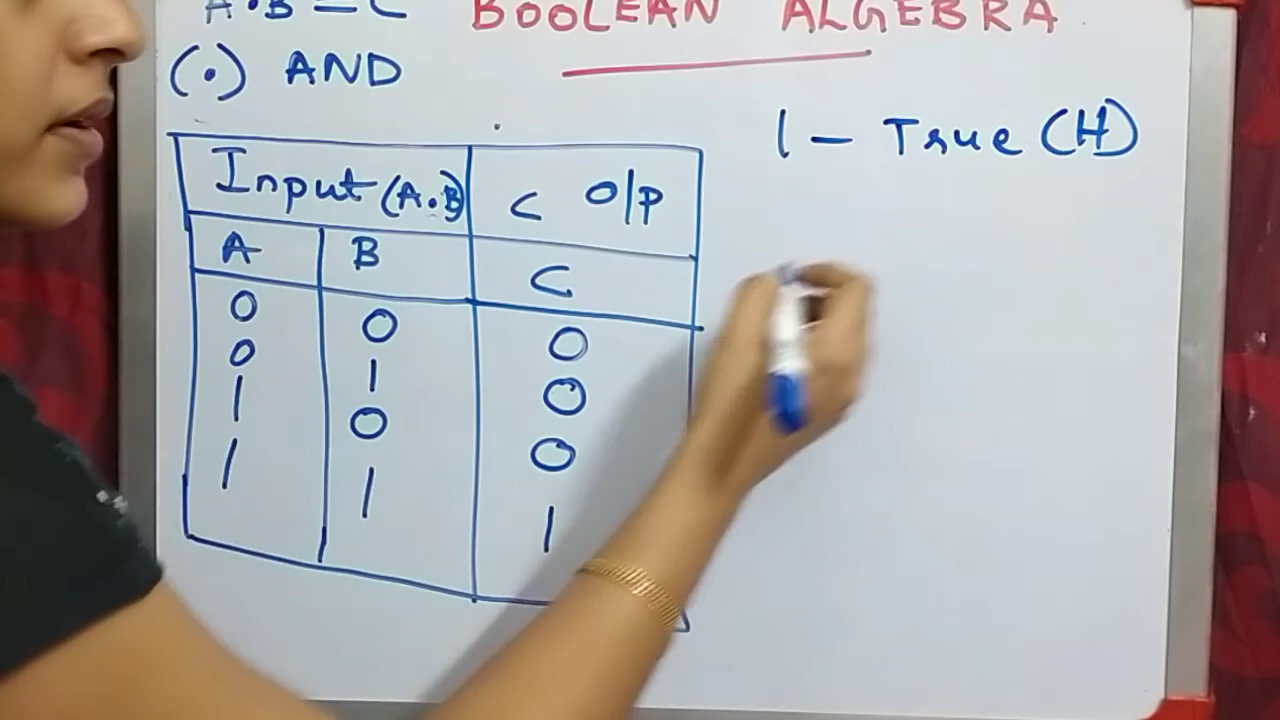 A·B = C BOOLEAN ALGEBRA
(·) AND
1 – True (H)
Input (A·B) C O/P
A B C
0 0 0
0 1 0
1 0 0
1 1 1